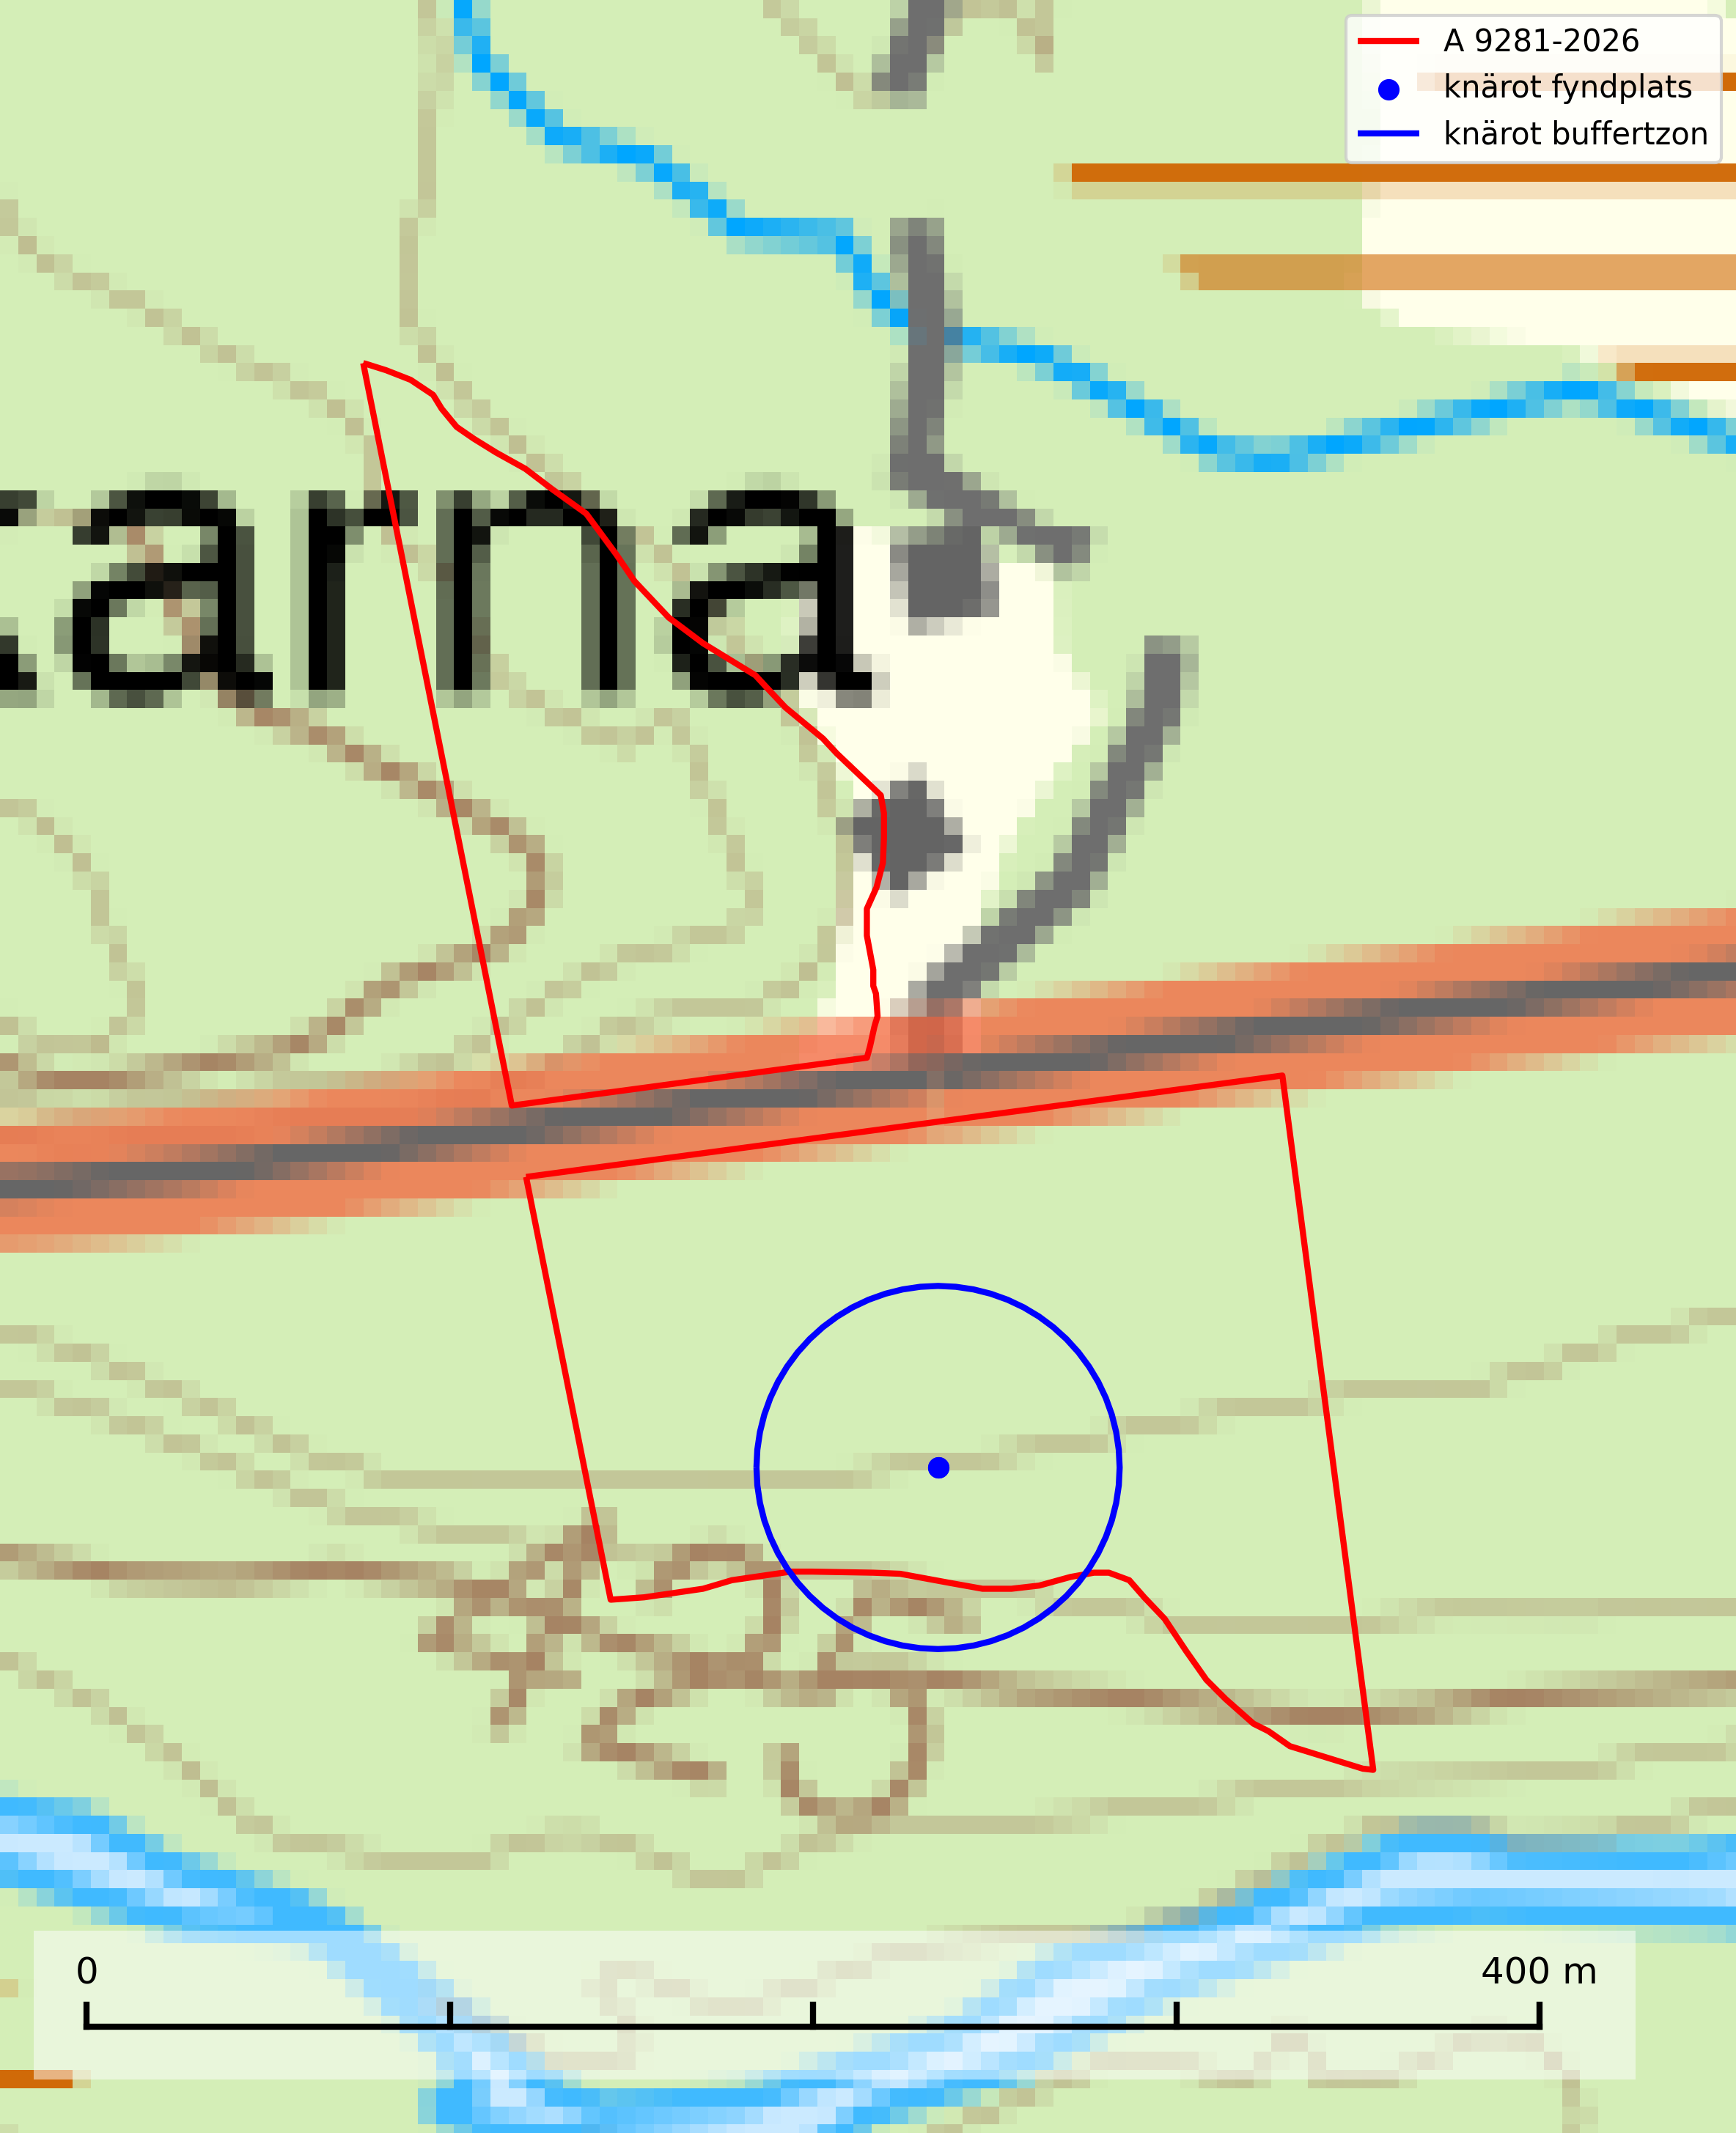 A 9281-2026
knärot fyndplats
knärot buffertzon
arna
0
400 m